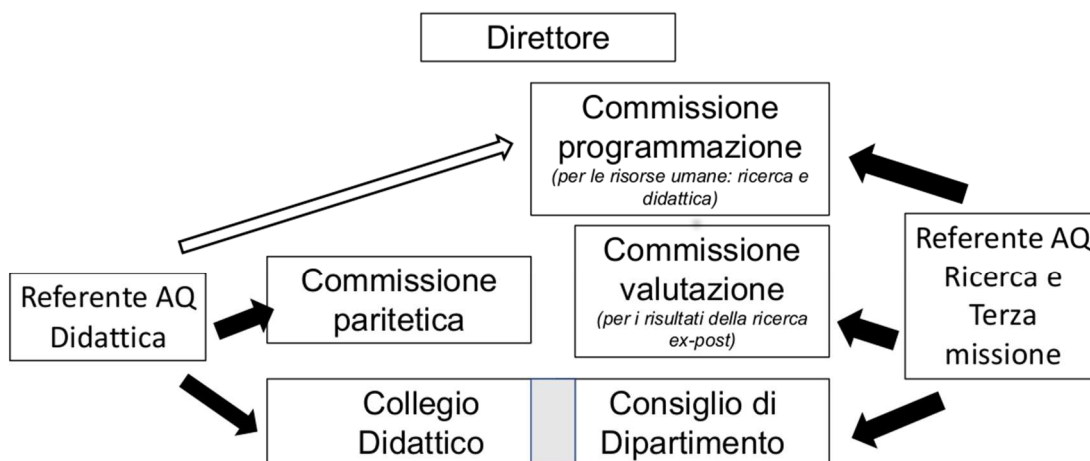 Direttore
Commissione
programmazione
(per le risorse umane: ricerca e
didattica)
Referente AQ
Didattica
Commissione
paritetica
Commissione
valutazione
(per i risultati della ricerca
ex-post)
Referente AQ
Ricerca e
Terza
missione
Collegio
Didattico
Consiglio di
Dipartimento